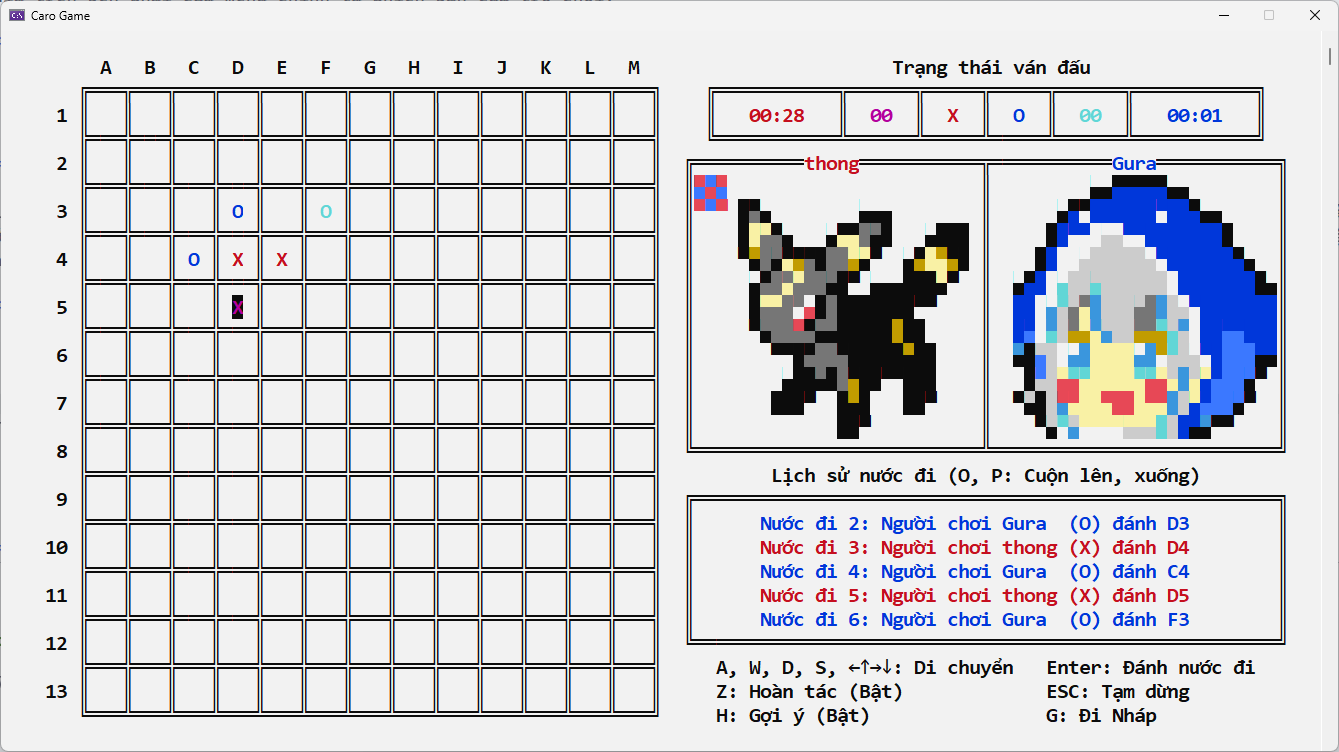 Caro Game
A B C D E F G H I J K L M
1
2
3 O O
4 O X X
5 X
6
7
8
9
10
11
12
13
Trạng thái ván đấu
00:28 00 X O 00 00:01
thong Gura
Lịch sử nước đi (O, P: Cuộn lên, xuống)
Nước đi 2: Người chơi Gura (O) đánh D3
Nước đi 3: Người chơi thong (X) đánh D4
Nước đi 4: Người chơi Gura (O) đánh C4
Nước đi 5: Người chơi thong (X) đánh D5
Nước đi 6: Người chơi Gura (O) đánh F3
A, W, D, S, ←↑→↓: Di chuyển Enter: Đánh nước đi
Z: Hoàn tác (Bật) ESC: Tạm dừng
H: Gợi ý (Bật) G: Đi Nháp